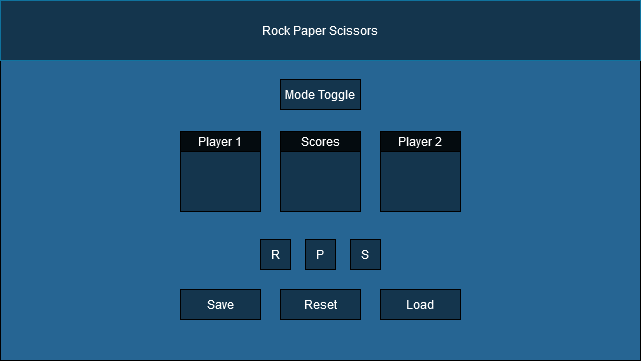 Rock Paper Scissors
Mode Toggle
Player 1 Scores Player 2
R P S
Save Reset Load